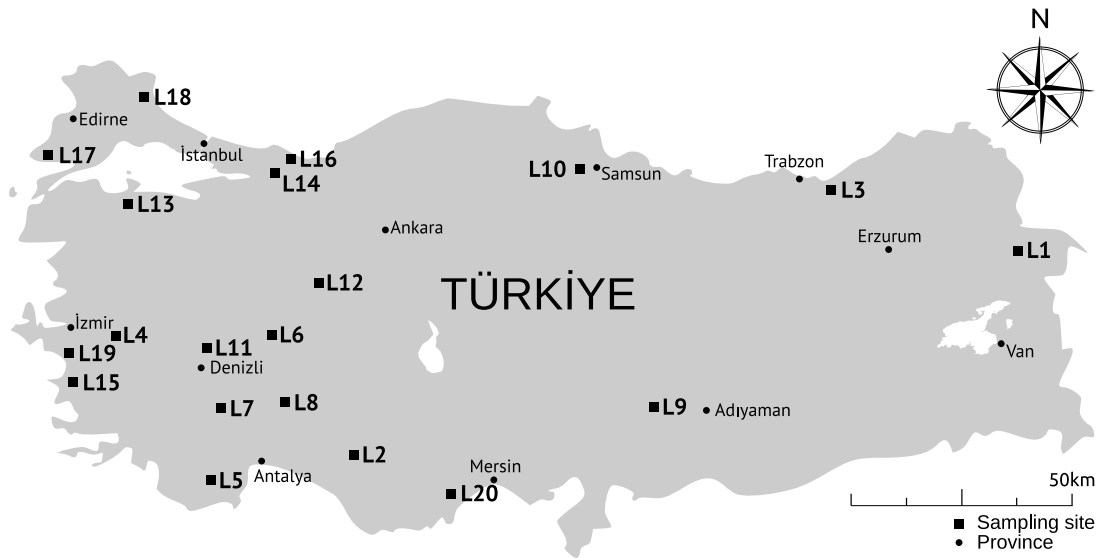 N
L18
Edirne
İstanbul
L17
L16
L14
L10
Samsun
Trabzon
L3
L13
Ankara
Erzurum
L1
L12
TÜRKİYE
İzmir
L4
L6
L19
L11
Denizli
Van
L15
L7
L8
L9
Adıyaman
L2
Mersin
L5
Antalya
L20
50km
Sampling site
Province